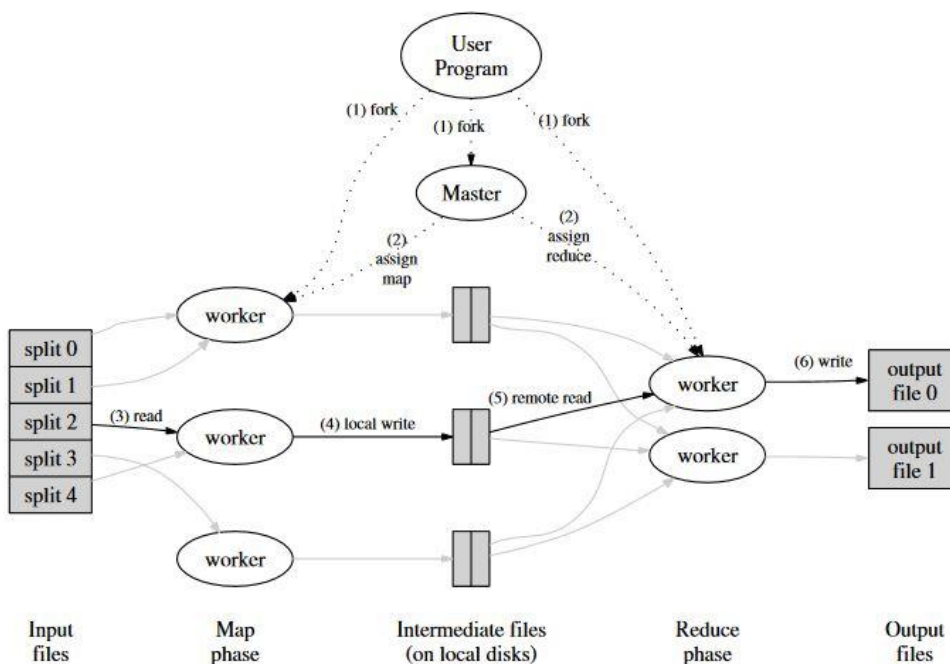 User
Program
(1) fork
(1) fork
(1) fork
Master
(2)
assign
map
(2)
assign
reduce
worker
split 0
split 1
split 2
split 3
split 4
(3) read
worker
(4) local write
(5) remote read
worker
(6) write
output
file 0
worker
output
file 1
worker
Input
files
Map
phase
Intermediate files
(on local disks)
Reduce
phase
Output
files